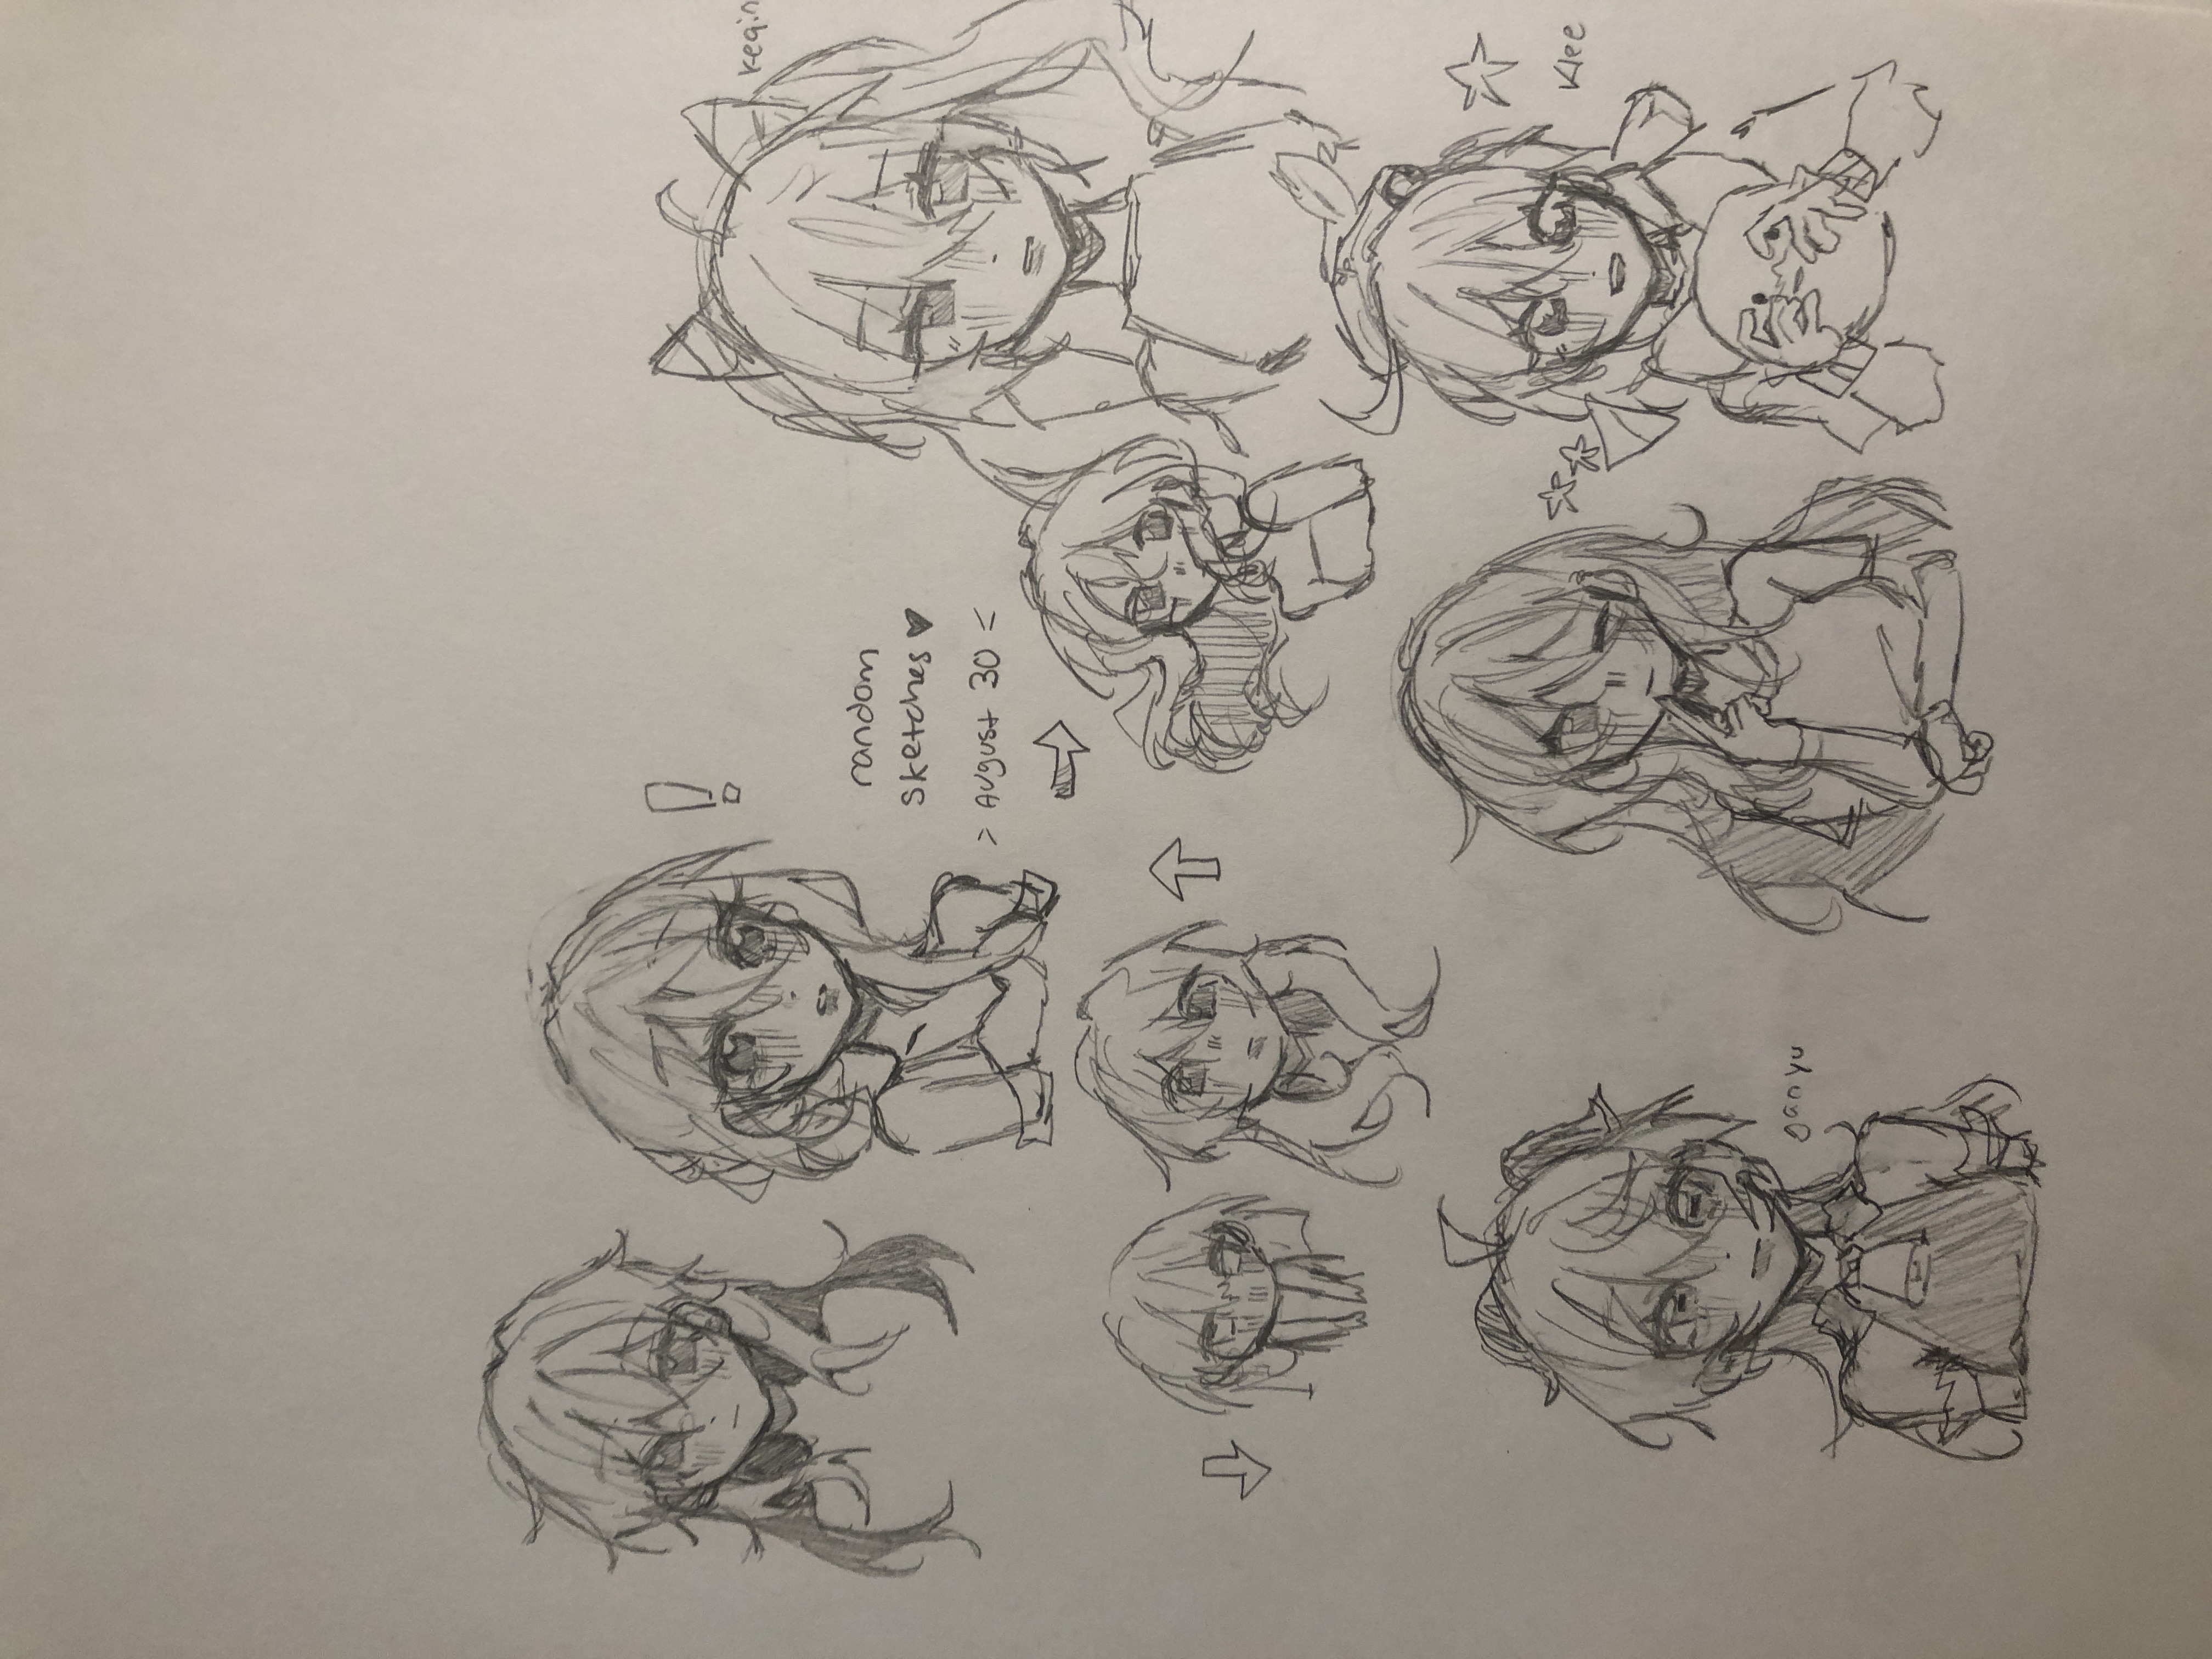 random
sketches ♥
> August 30 <
keqin
Klee
ganyu